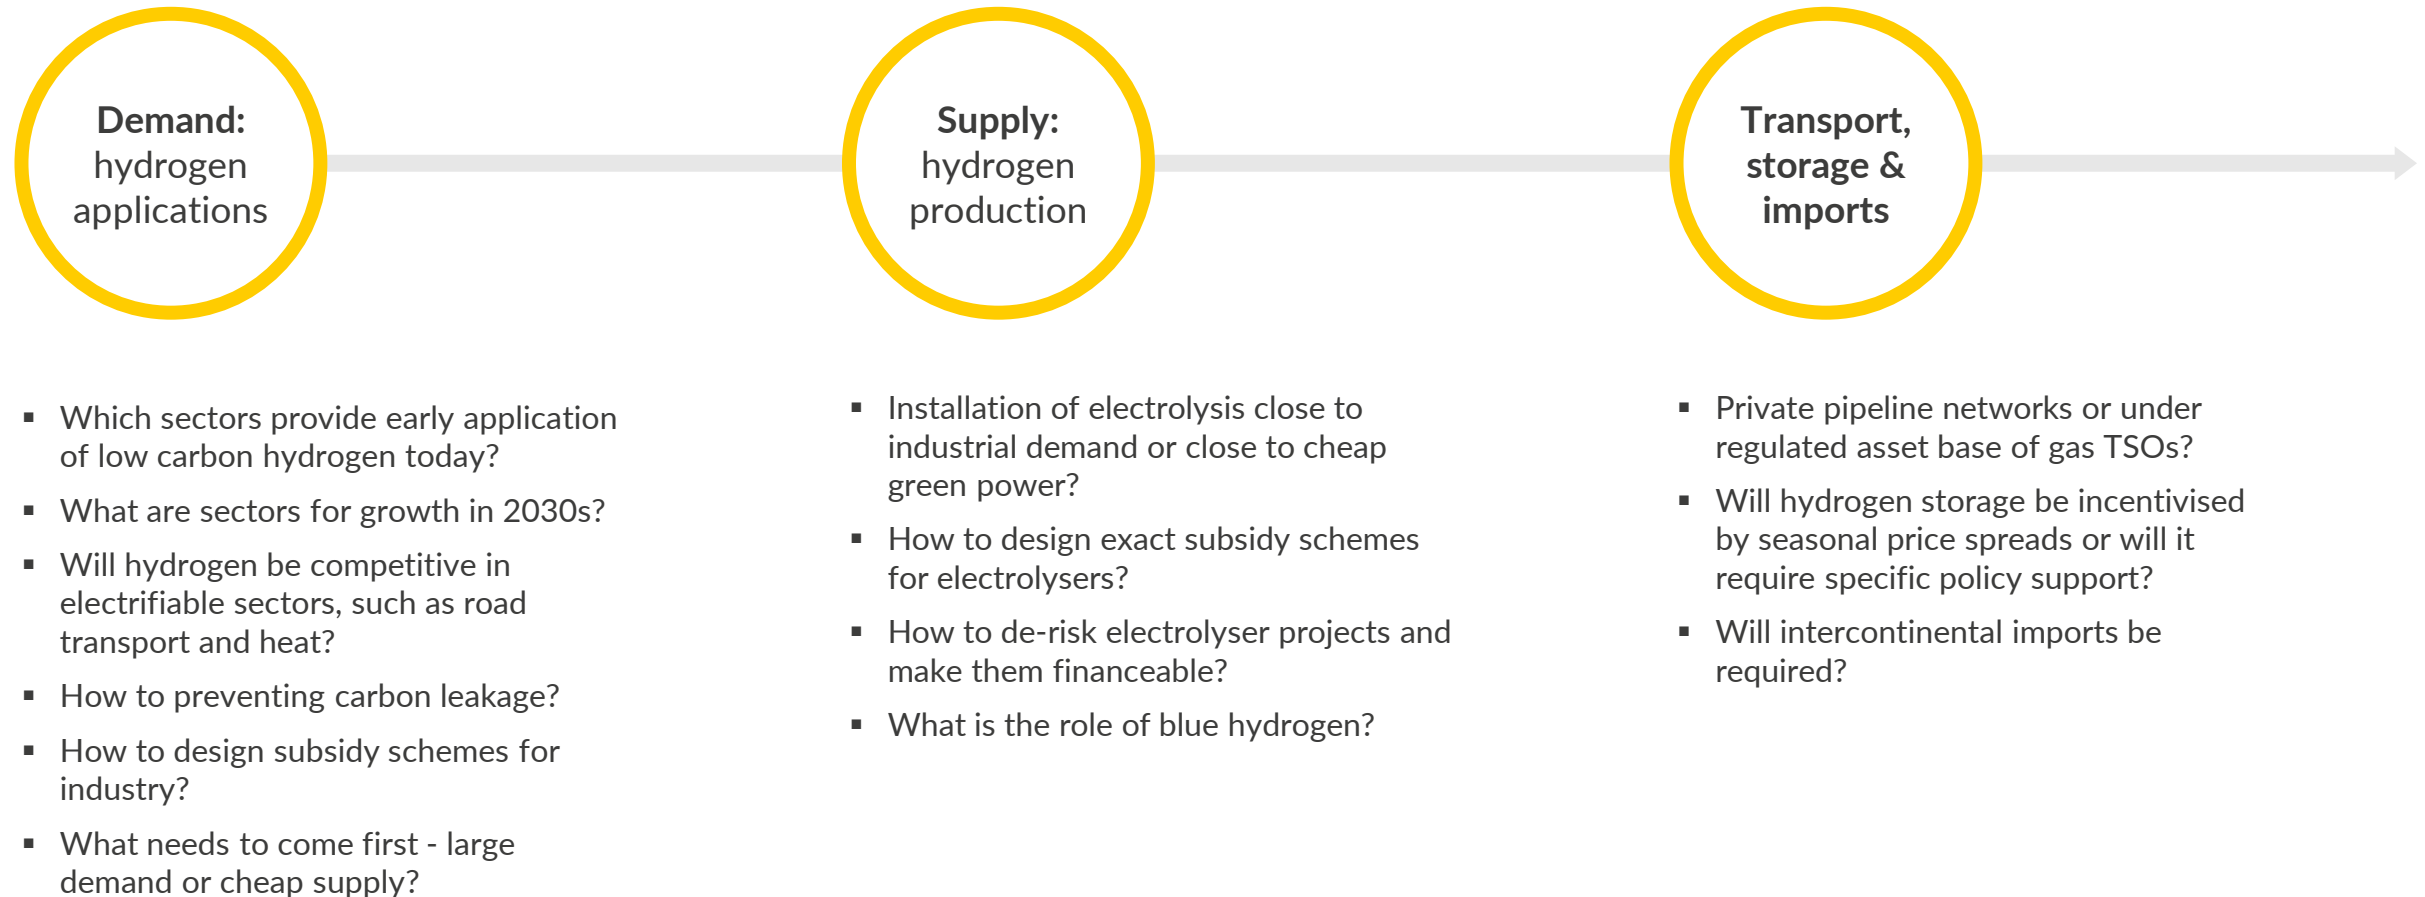 Demand:
hydrogen
applications
▪ Which sectors provide early application
of low carbon hydrogen today?
▪ What are sectors for growth in 2030s?
▪ Will hydrogen be competitive in
electrifiable sectors, such as road
transport and heat?
▪ How to preventing carbon leakage?
▪ How to design subsidy schemes for
industry?
▪ What needs to come first - large
demand or cheap supply?
Supply:
hydrogen
production
▪ Installation of electrolysis close to
industrial demand or close to cheap
green power?
▪ How to design exact subsidy schemes
for electrolysers?
▪ How to de-risk electrolyser projects and
make them financeable?
▪ What is the role of blue hydrogen?
Transport,
storage &
imports
▪ Private pipeline networks or under
regulated asset base of gas TSOs?
▪ Will hydrogen storage be incentivised
by seasonal price spreads or will it
require specific policy support?
▪ Will intercontinental imports be
required?